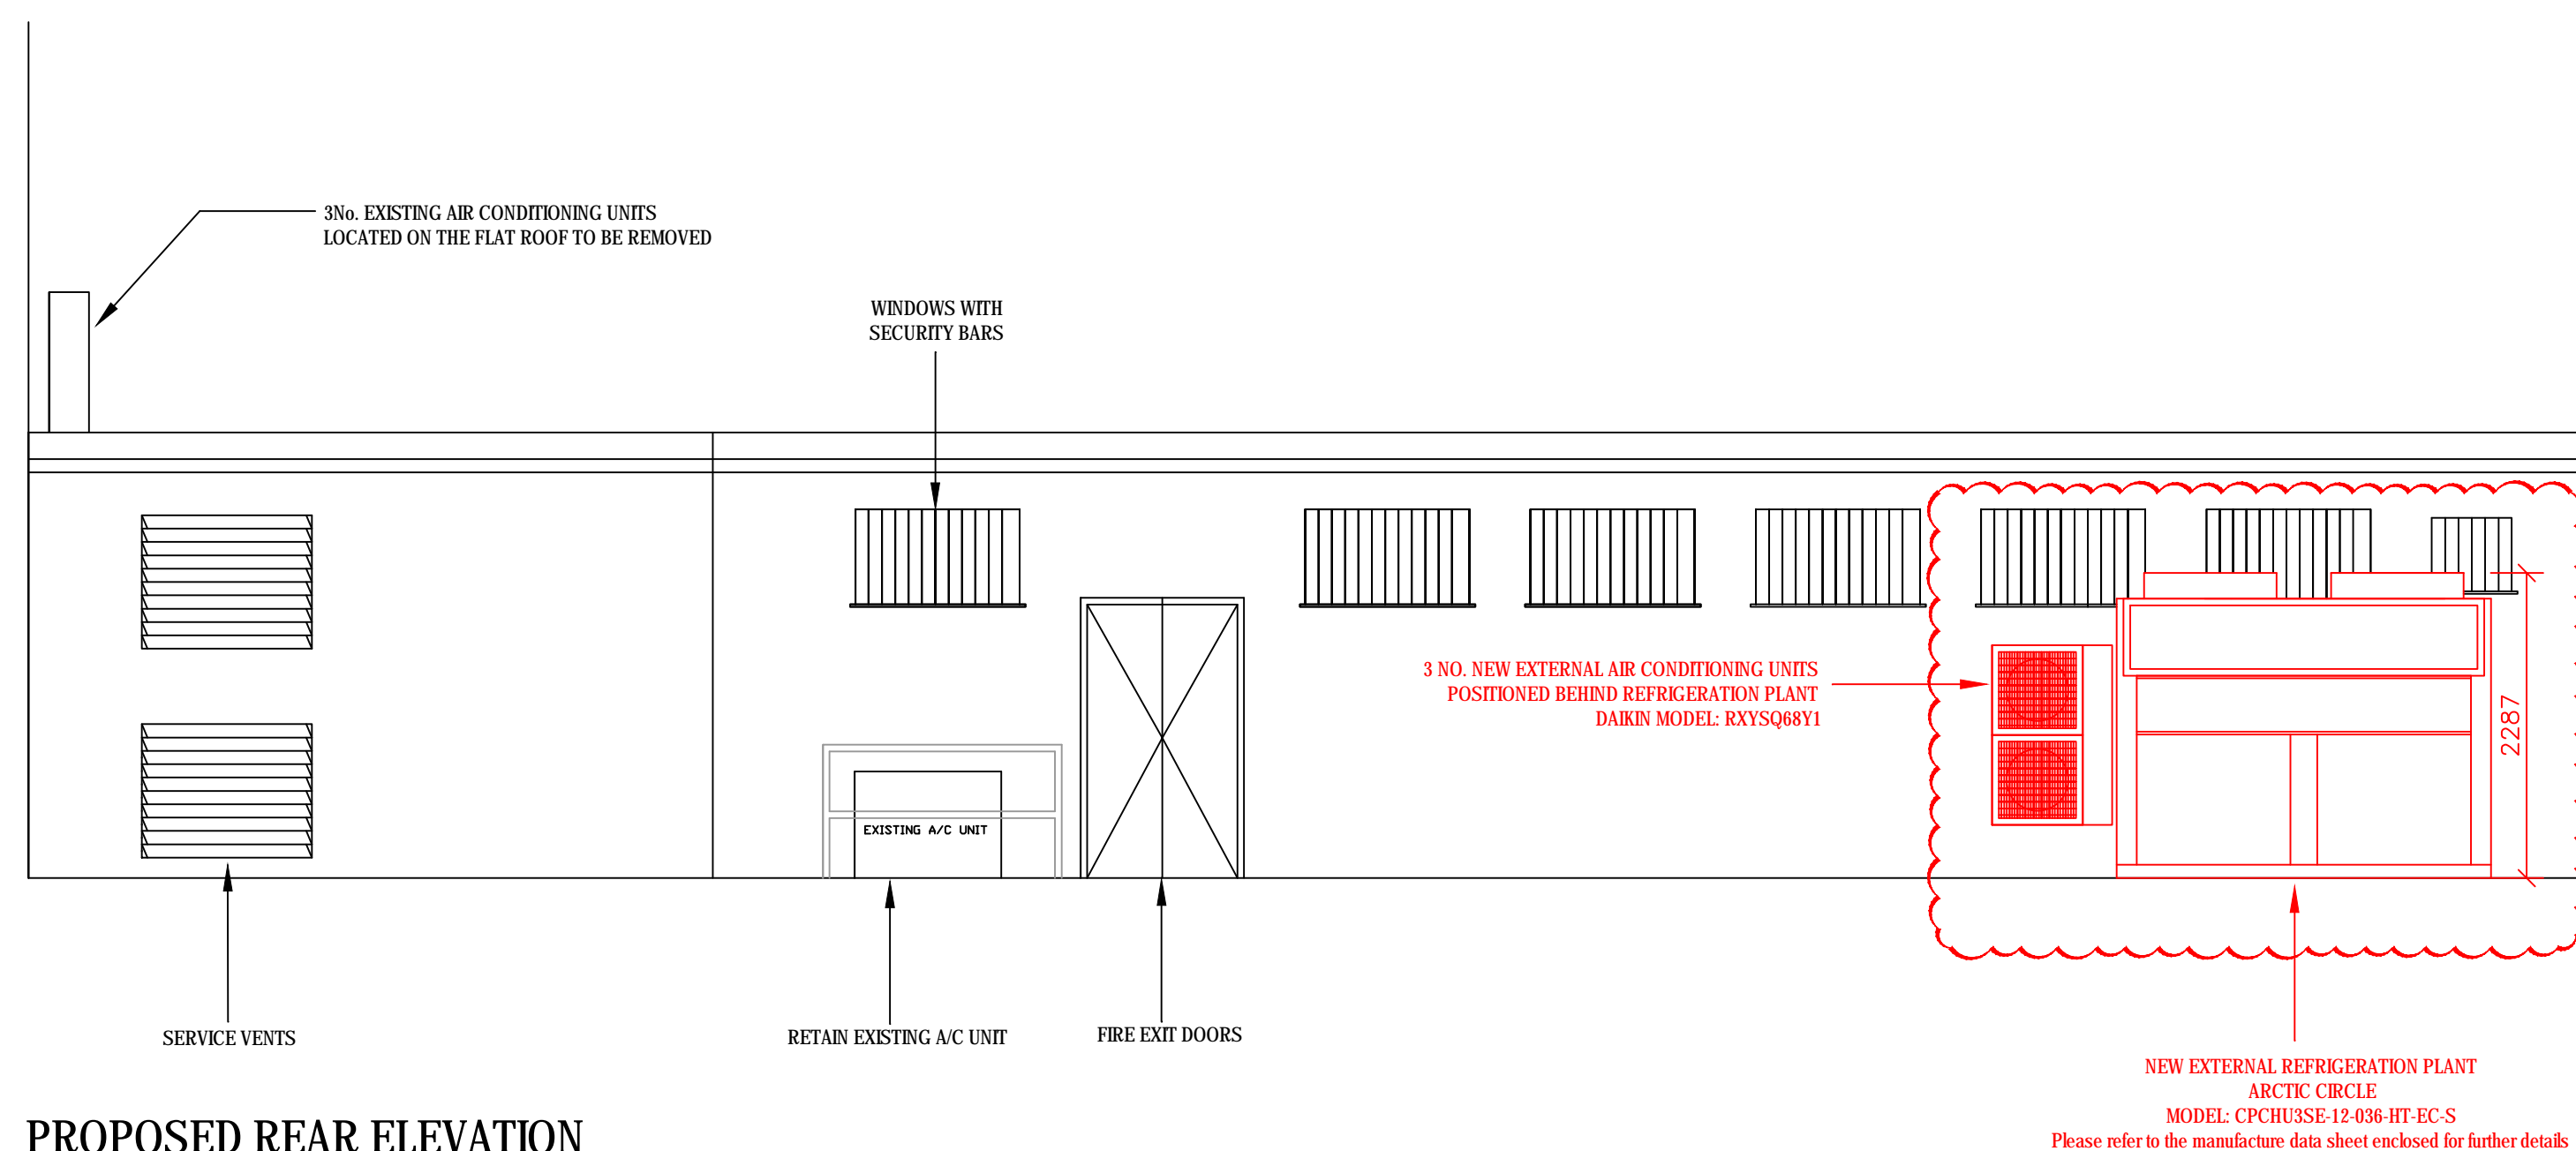 3No. EXISTING AIR CONDITIONING UNITS
LOCATED ON THE FLAT ROOF TO BE REMOVED
WINDOWS WITH
SECURITY BARS
3 NO. NEW EXTERNAL AIR CONDITIONING UNITS
POSITIONED BEHIND REFRIGERATION PLANT
DAIKIN MODEL: RXYSQ68Y1
2287
EXISTING A/C UNIT
SERVICE VENTS
RETAIN EXISTING A/C UNIT
FIRE EXIT DOORS
NEW EXTERNAL REFRIGERATION PLANT
ARCTIC CIRCLE
MODEL: CPCHU3SE-12-036-HT-EC-S
Please refer to the manufacture data sheet enclosed for further details
PROPOSED REAR ELEVATION